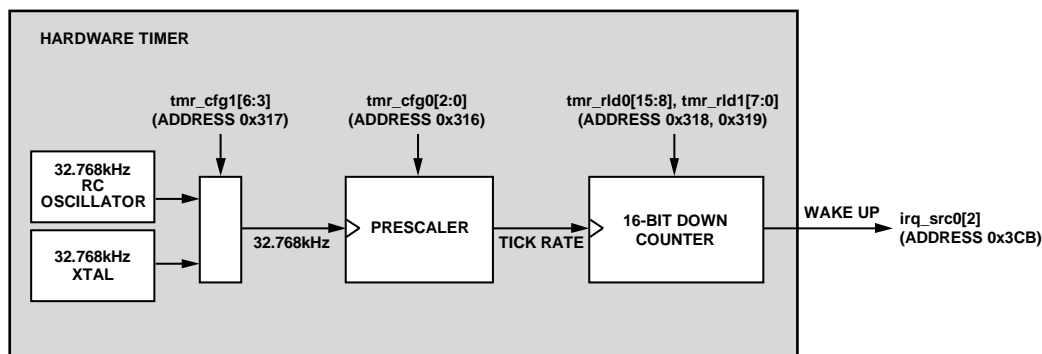 HARDWARE TIMER
tmr_cfg1[6:3]
(ADDRESS 0x317)
tmr_cfg0[2:0]
(ADDRESS 0x316)
tmr_rld0[15:8], tmr_rld1[7:0]
(ADDRESS 0x318, 0x319)
32.768kHz
RC
OSCILLATOR
32.768kHz
XTAL
32.768kHz
PRESCALER
TICK RATE
16-BIT DOWN
COUNTER
WAKE UP
irq_src0[2]
(ADDRESS 0x3CB)